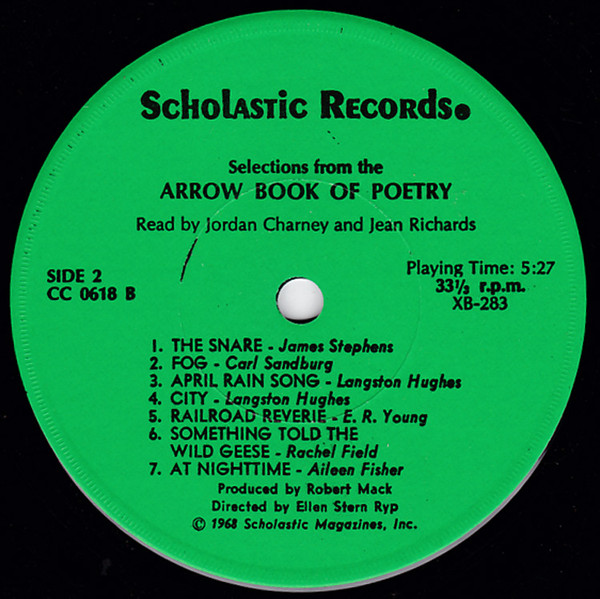 Scholastic Records®
Selections from the
ARROW BOOK OF POETRY
Read by Jordan Charney and Jean Richards
SIDE 2
CC 0618 B
Playing Time: 5:27
33⅓ r.p.m.
XB-283
1. THE SNARE - James Stephens
2. FOG - Carl Sandburg
3. APRIL RAIN SONG - Langston Hughes
4. CITY - Langston Hughes
5. RAILROAD REVERIE - E. R. Young
6. SOMETHING TOLD THE
WILD GEESE - Rachel Field
7. AT NIGHTTIME - Aileen Fisher
Produced by Robert Mack
Directed by Ellen Stern Ryp
© 1968 Scholastic Magazines, Inc.